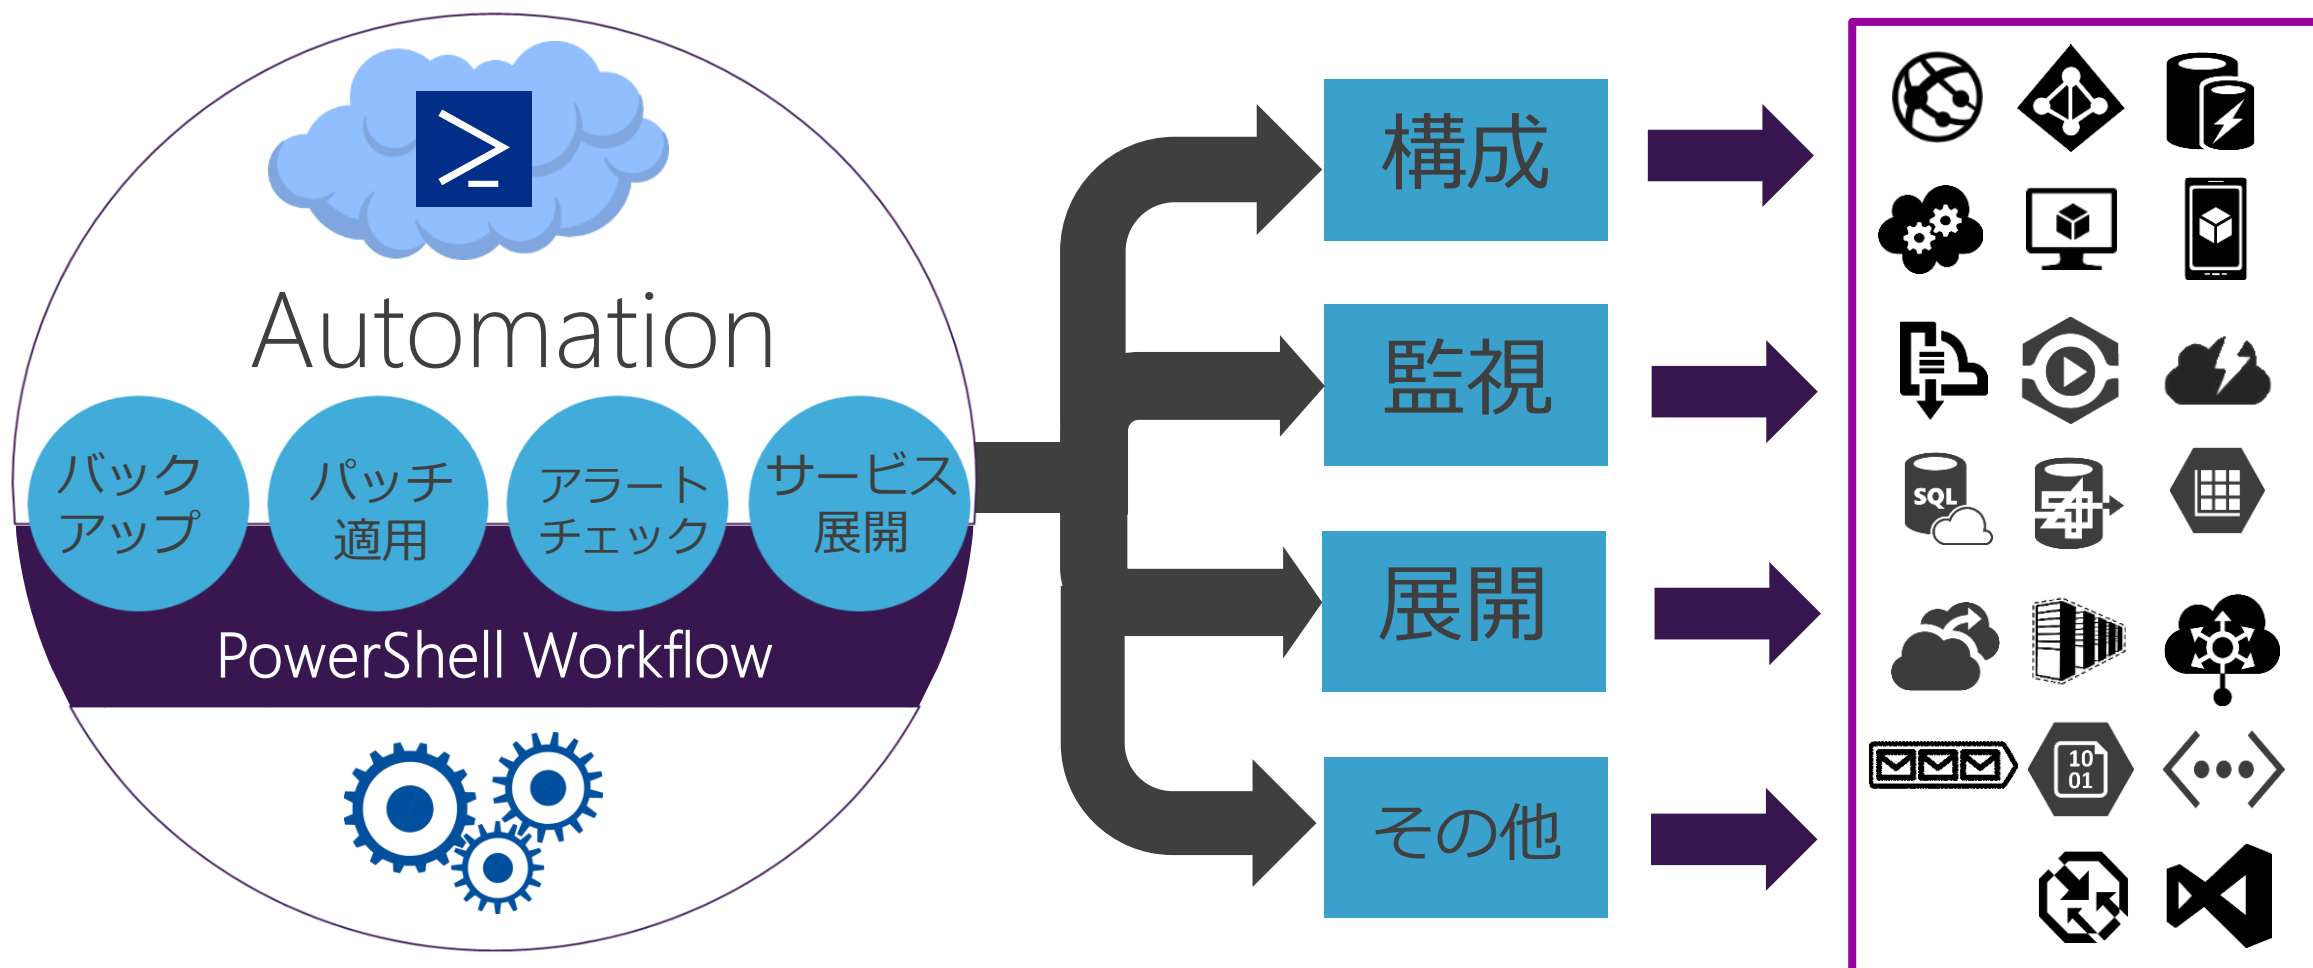 Automation
バック
アップ
パッチ
適用
アラート
チェック
サービス
展開
PowerShell Workflow
構成
監視
展開
その他
SQL
10
01